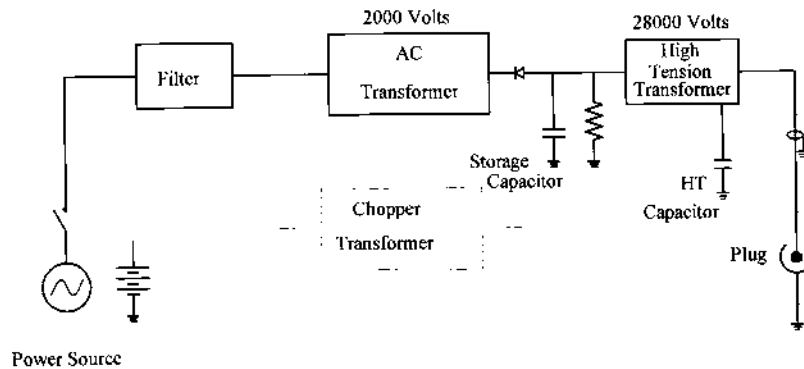 2000 Volts
28000 Volts
Filter
AC
Transformer
High
Tension
Transformer
Storage
Capacitor
HT
Capacitor
Chopper
Transformer
Plug
Power Source